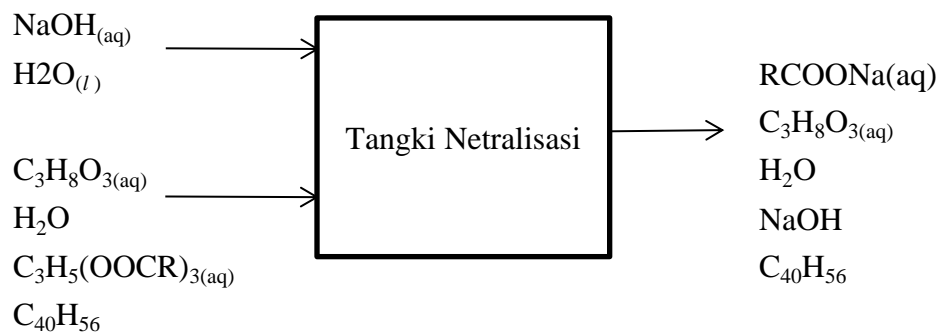 NaOH(aq)
H2O(l)
C3H8O3(aq)
H2O
C3H5(OOCR)3(aq)
C40H56
Tangki Netralisasi
RCOONa(aq)
C3H8O3(aq)
H2O
NaOH
C40H56